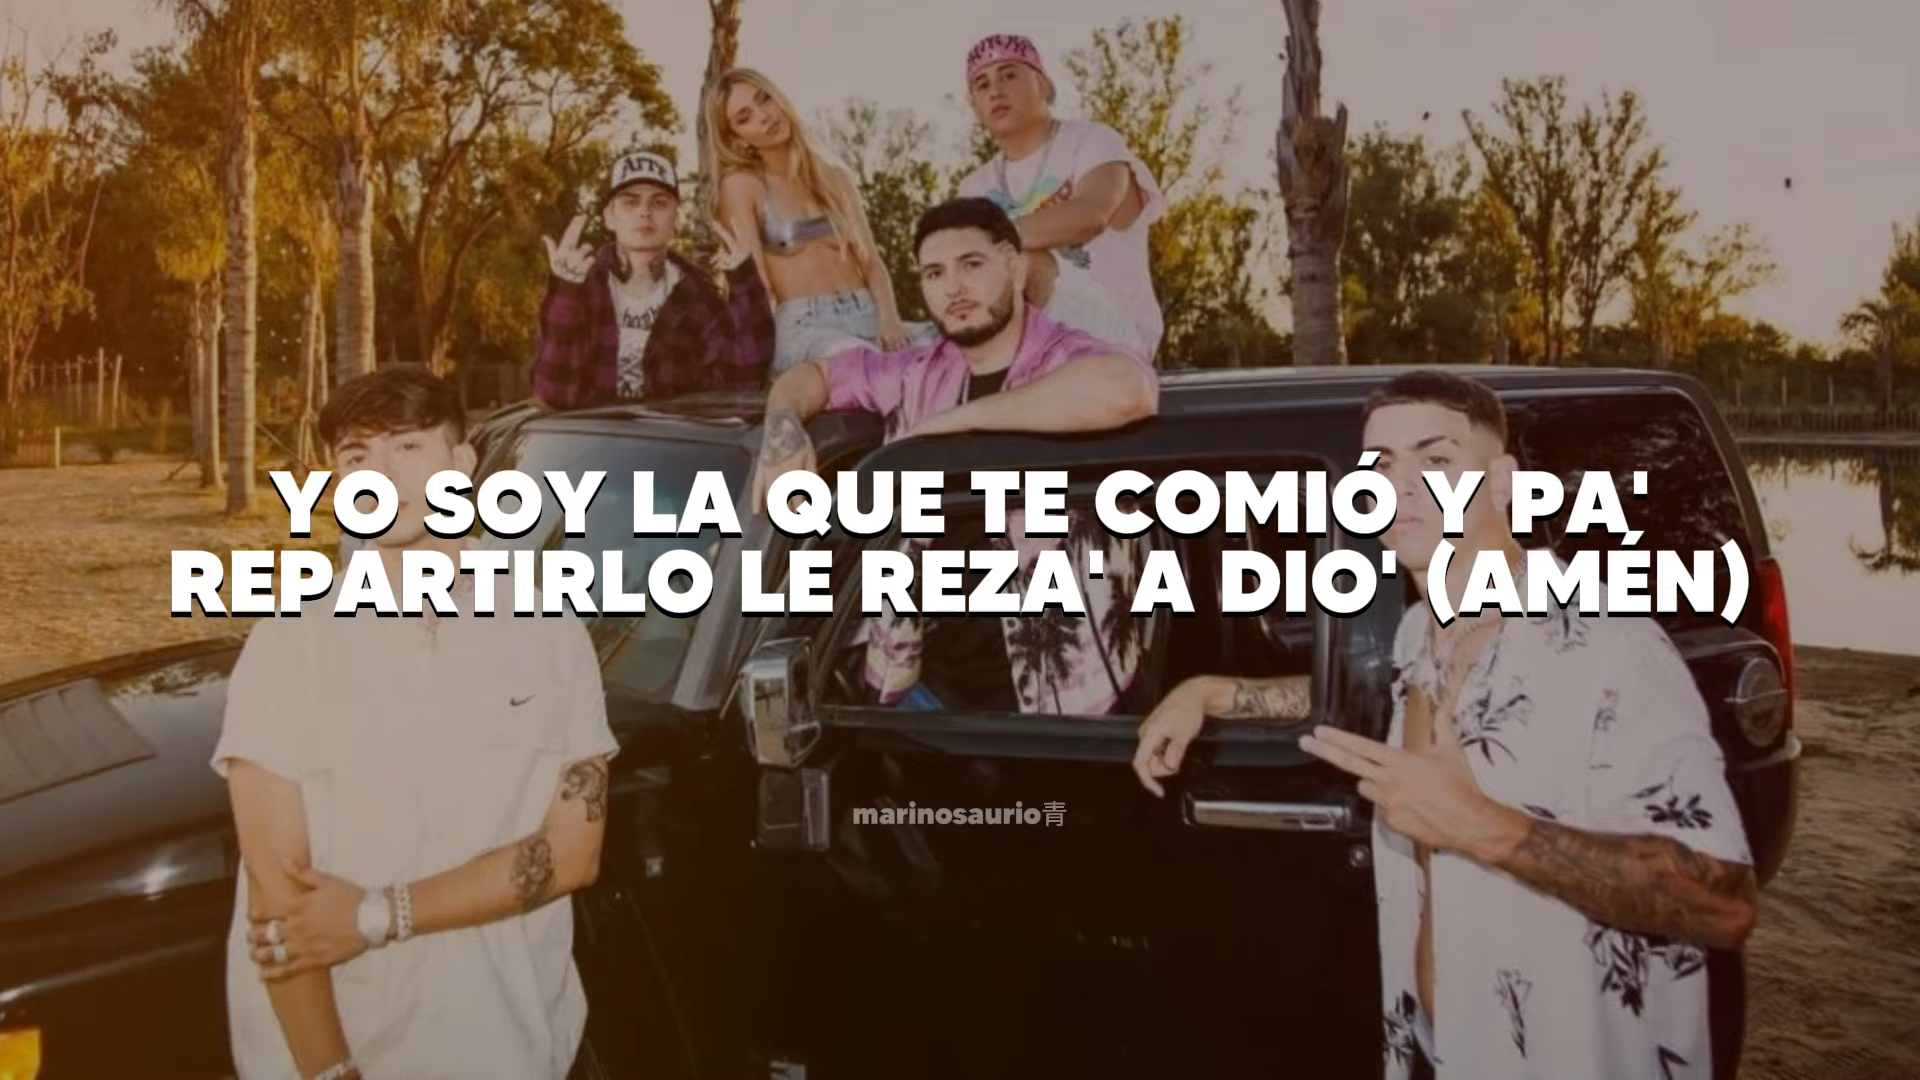 ARTE
YO SOY LA QUE TE COMIÓ Y PA'
REPARTIRLO LE REZA' A DIO' (AMÉN)
marinosaurio青